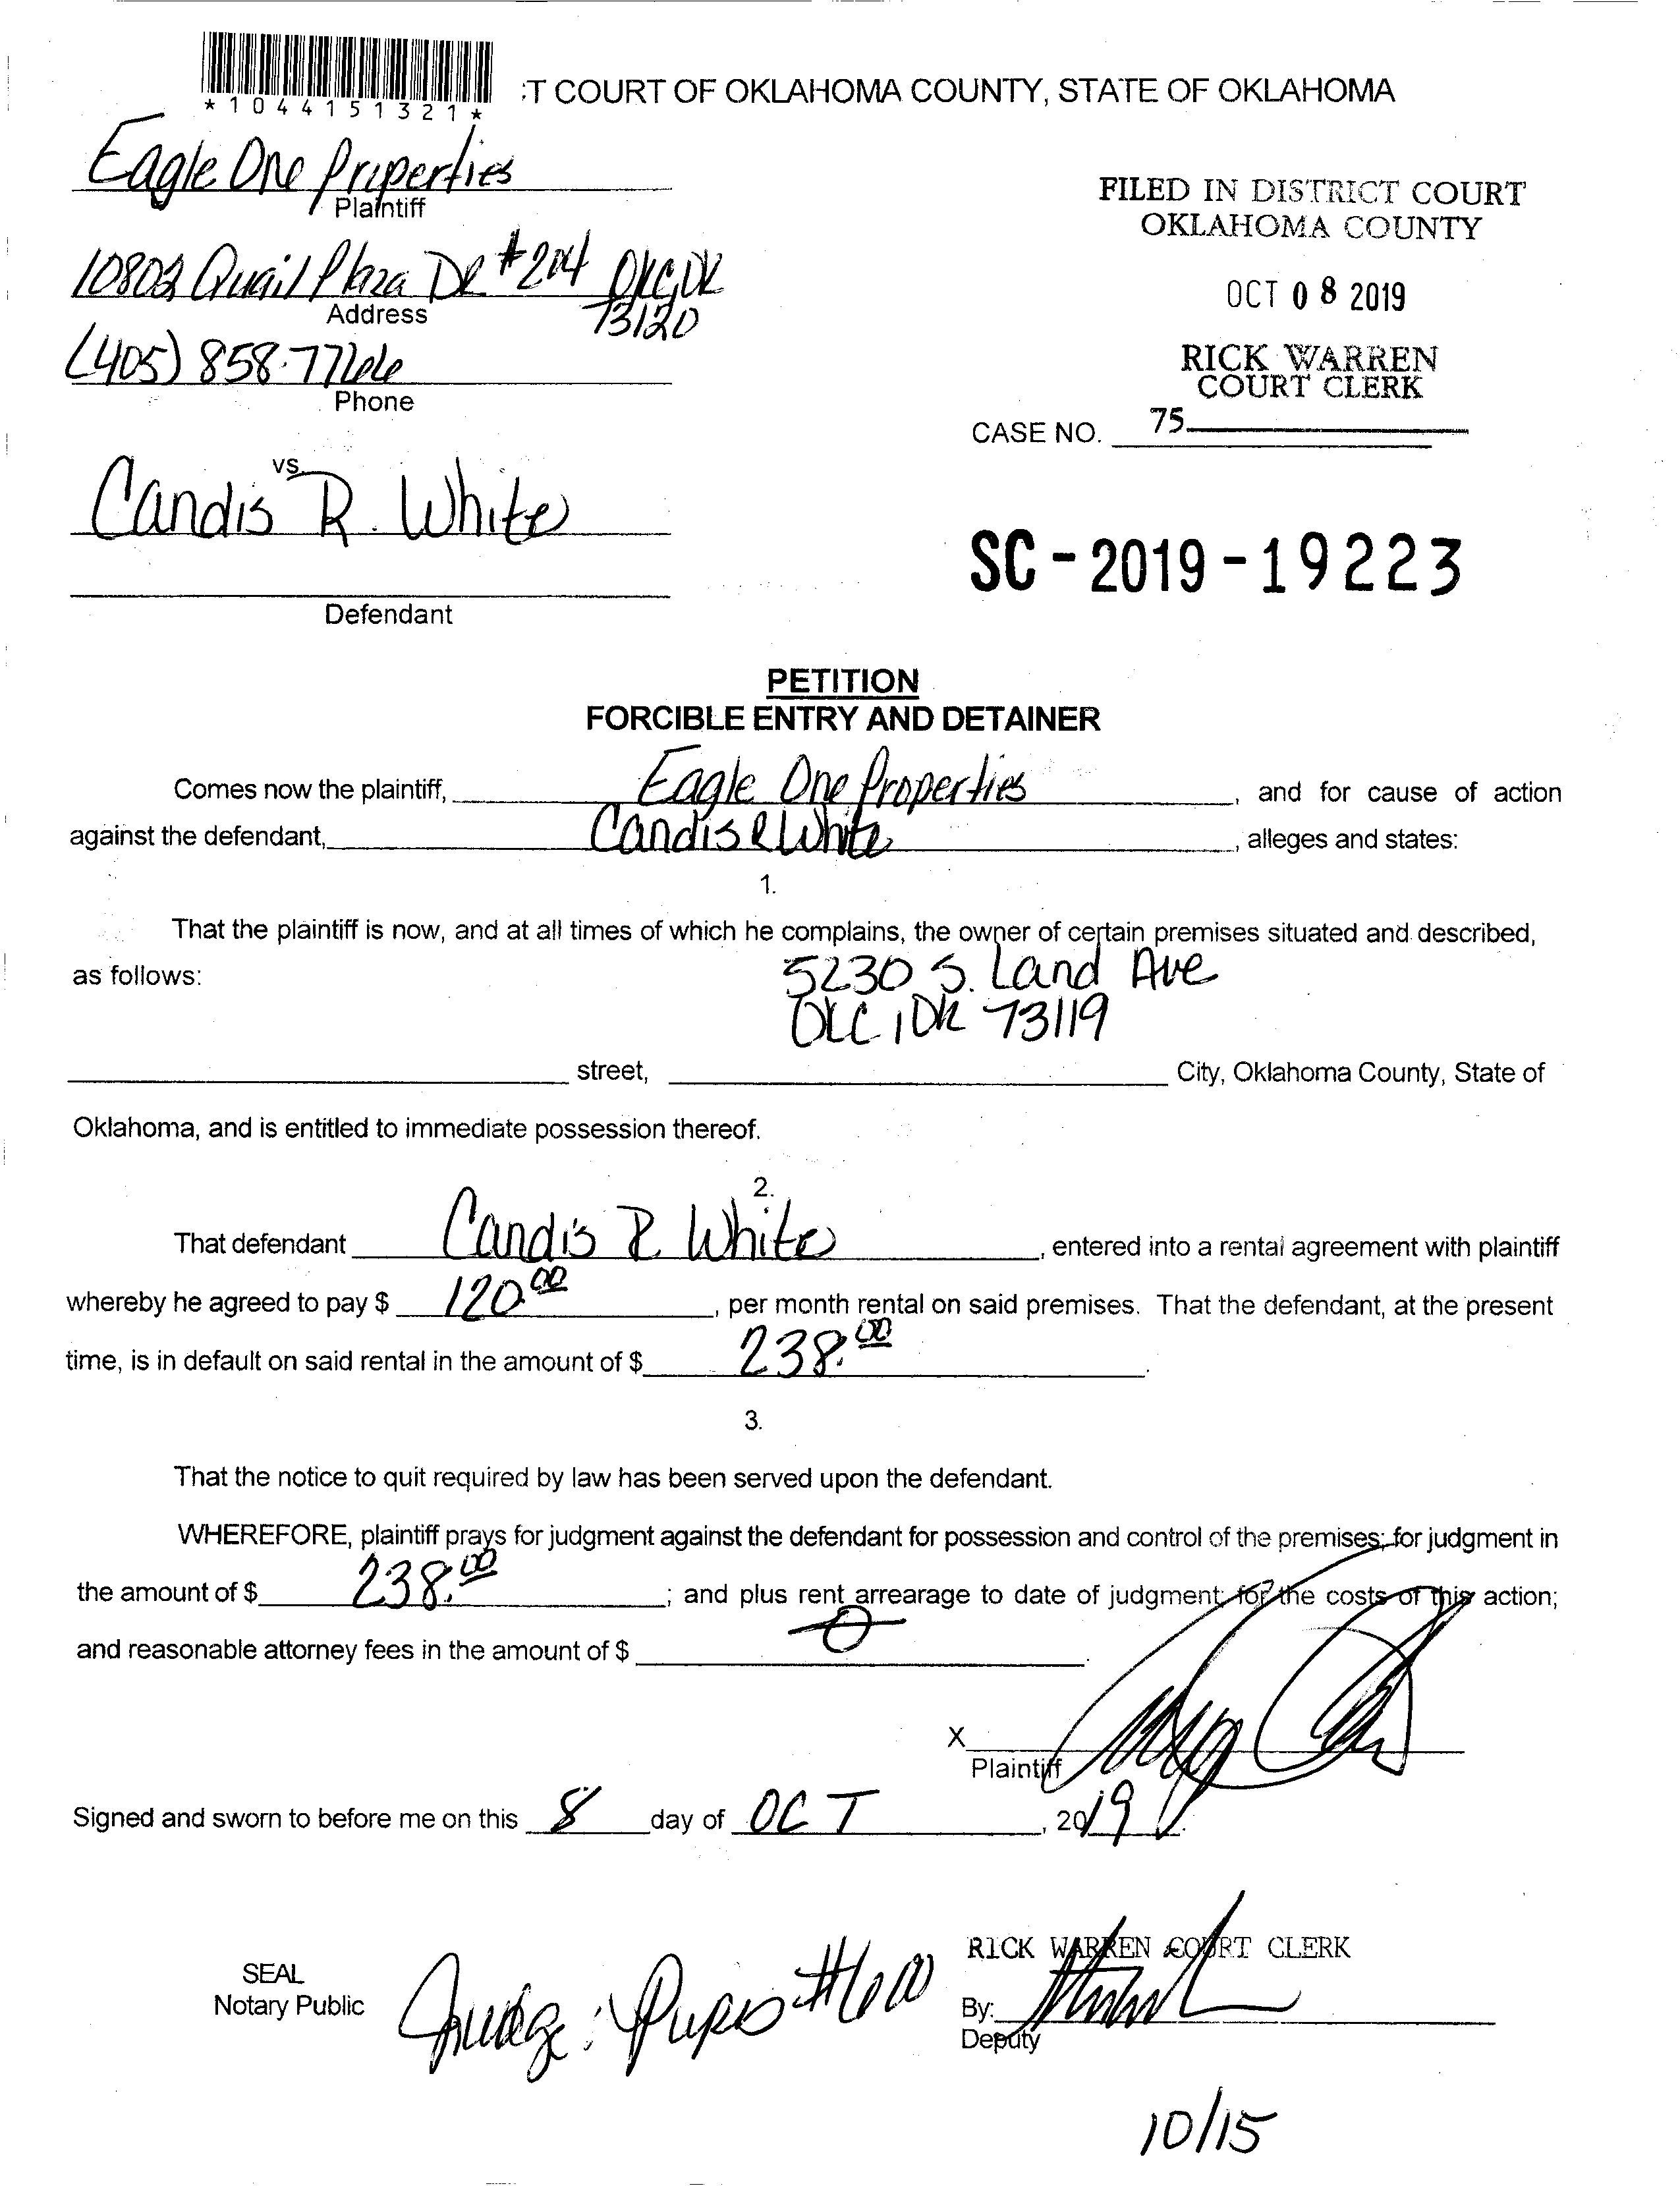 *1044151321*
:T COURT OF OKLAHOMA COUNTY, STATE OF OKLAHOMA
Eagle One Properties
Plaintiff
FILED IN DISTRICT COURT
OKLAHOMA COUNTY
10802 Quail Plaza DR #204 OKC, OK
73120
Address
OCT 08 2019
(405) 858-7766
Phone
RICK WARREN
COURT CLERK
CASE NO. 75
vs.
Candis R. White
SC-2019-19223
Defendant
PETITION
FORCIBLE ENTRY AND DETAINER
Comes now the plaintiff, Eagle One Properties, and for cause of action
against the defendant, Candis R White, alleges and states:
1.
That the plaintiff is now, and at all times of which he complains, the owner of certain premises situated and described,
as follows: 5230 S. Land Ave
OKC, OK 73119
street, City, Oklahoma County, State of
Oklahoma, and is entitled to immediate possession thereof.
2.
That defendant Candis R White, entered into a rental agreement with plaintiff
whereby he agreed to pay $ 120.00, per month rental on said premises. That the defendant, at the present
time, is in default on said rental in the amount of $ 238.00.
3.
That the notice to quit required by law has been served upon the defendant.
WHEREFORE, plaintiff prays for judgment against the defendant for possession and control of the premises; for judgment in
the amount of $ 238.00; and plus rent arrearage to date of judgment; for the costs of this action;
and reasonable attorney fees in the amount of $ 0.
X
Plaintiff
Signed and sworn to before me on this 8 day of OCT, 2019.
RICK WARREN COURT CLERK
SEAL
Notary Public
Judge:
By:
Deputy
10/15